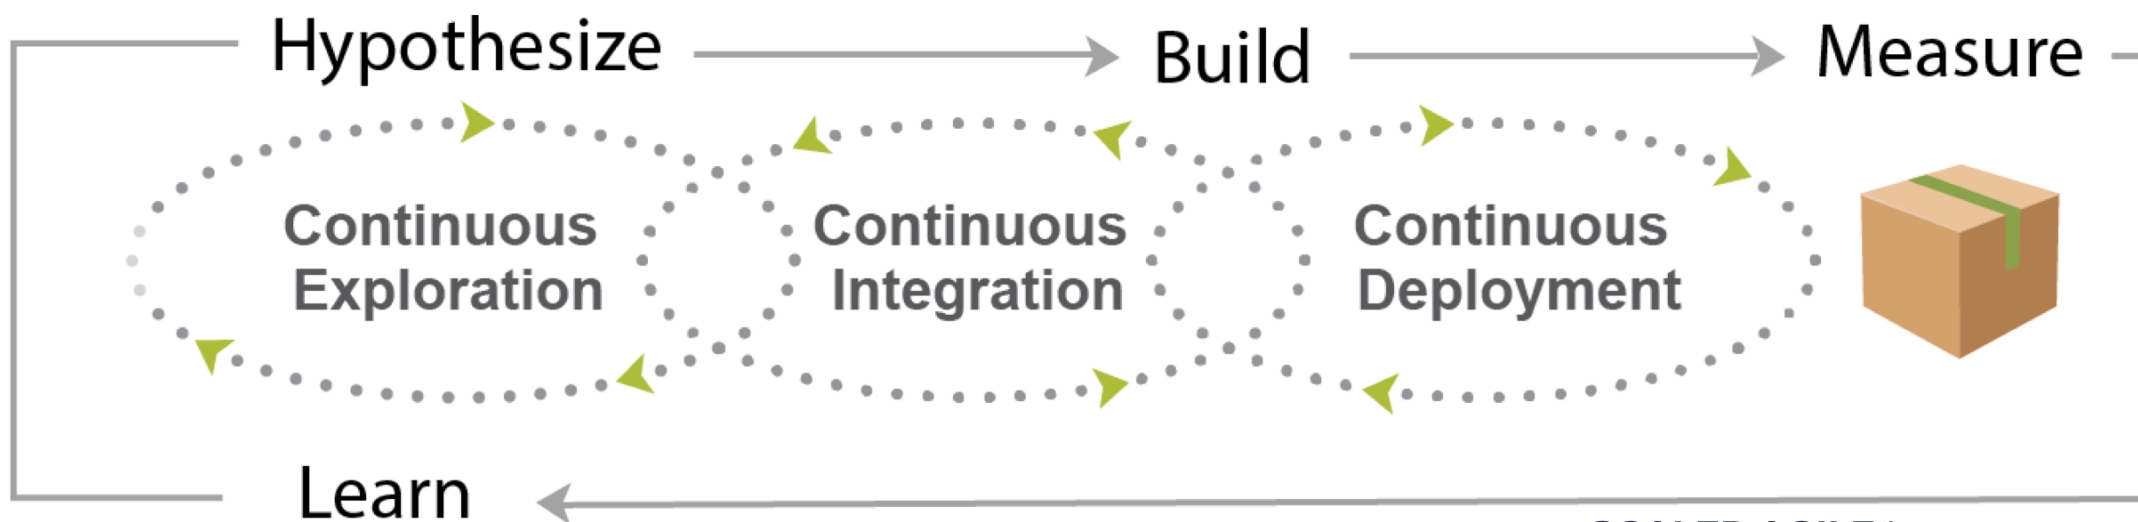 Hypothesize
Build
Measure
Continuous
Exploration
Continuous
Integration
Continuous
Deployment
Learn